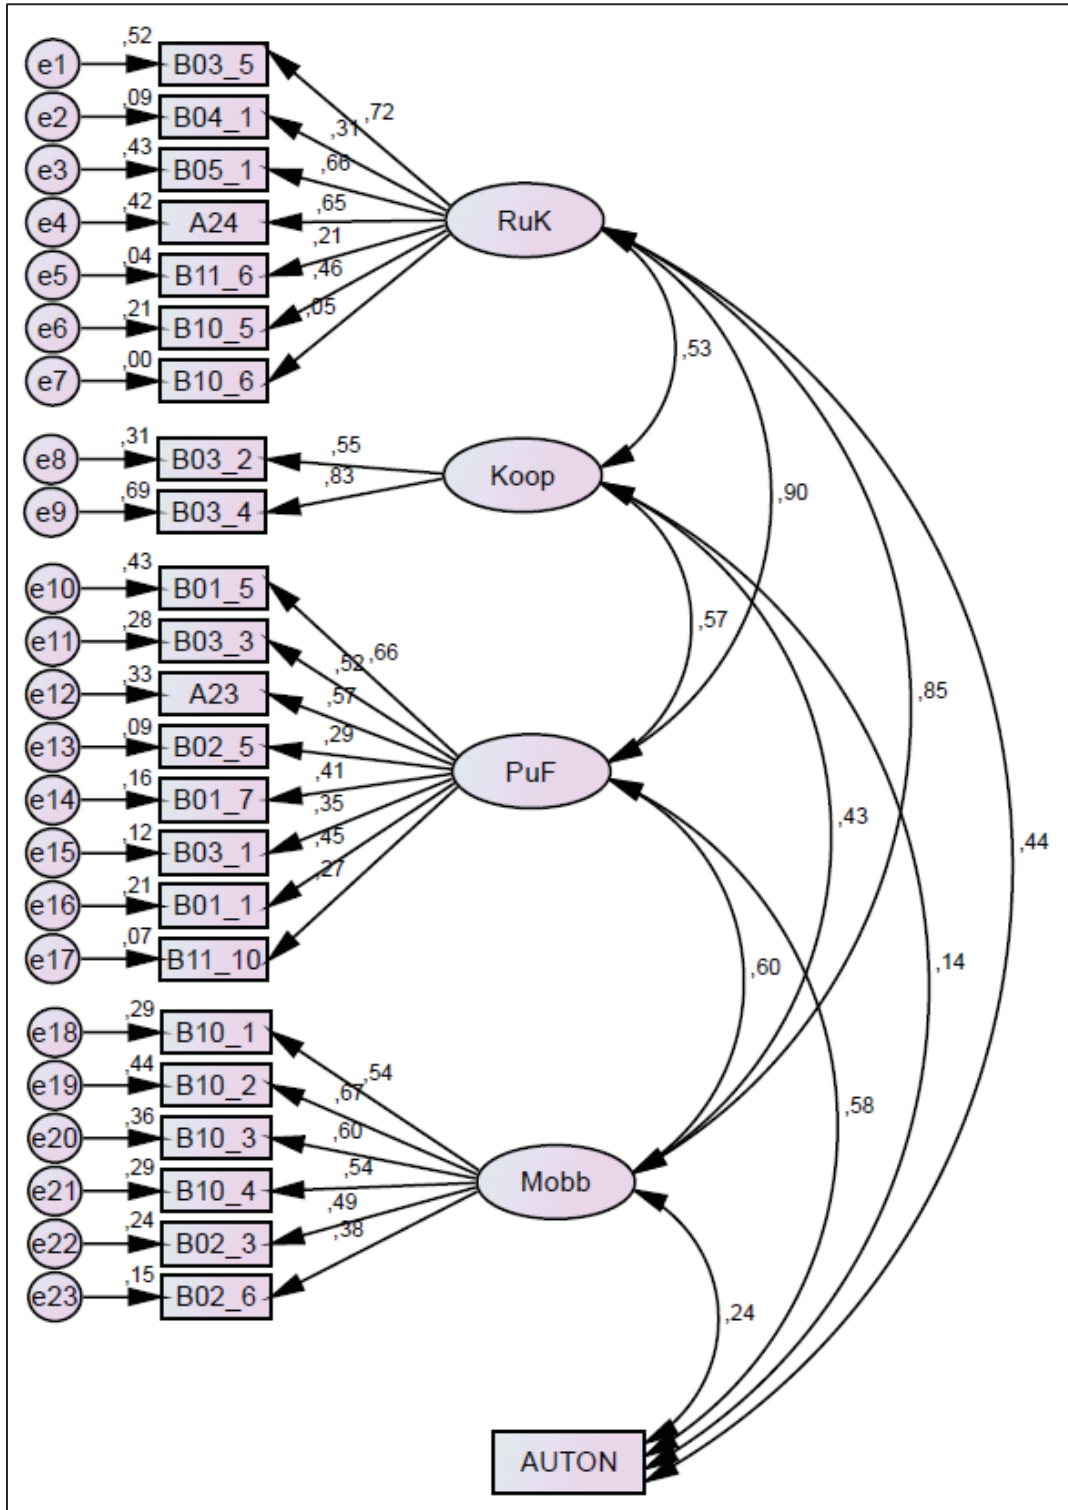 ,52
e1 B03_5
,09
e2 B04_1
,43
e3 B05_1
,42
e4 A24
,04
e5 B11_6
,21
e6 B10_5
,00
e7 B10_6
,72
,31
,66
,65
,21
,46
,05
RuK
,53
,31
e8 B03_2
,69
e9 B03_4
,55
,83
Koop
,90
,43
e10 B01_5
,28
e11 B03_3
,33
e12 A23
,09
e13 B02_5
,16
e14 B01_7
,12
e15 B03_1
,21
e16 B01_1
,07
e17 B11_10
,66
,52
,57
,29
,41
,35
,45
,27
PuF
,57
,85
,43
,44
,60
,14
,29
e18 B10_1
,44
e19 B10_2
,36
e20 B10_3
,29
e21 B10_4
,24
e22 B02_3
,15
e23 B02_6
,54
,67
,60
,54
,49
,38
Mobb
,58
,24
AUTON